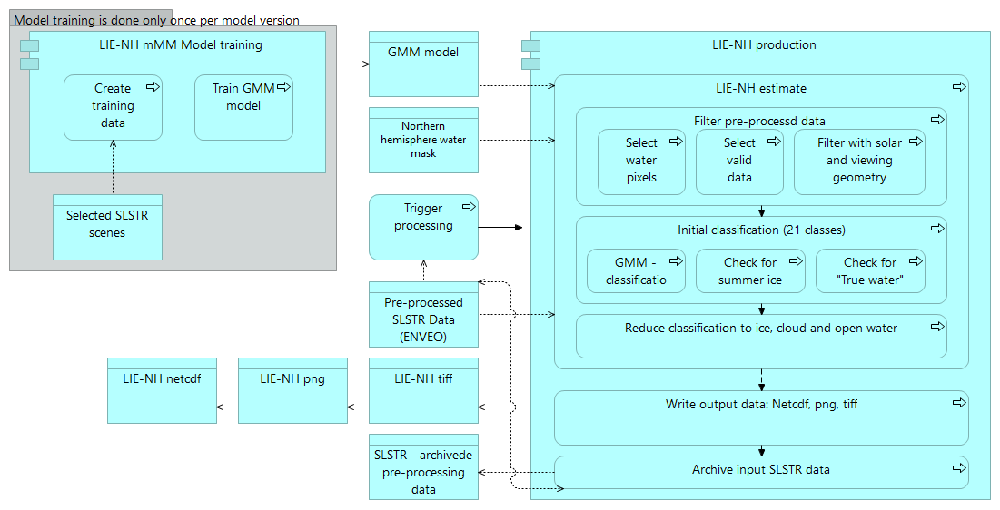 Model training is done only once per model version
LIE-NH mMM Model training
Create
training
data
Train GMM
model
Selected SLSTR
scenes
GMM model
Northern
hemisphere water
mask
Trigger
processing
Pre-processed
SLSTR Data
(ENVEO)
LIE-NH netcdf
LIE-NH png
LIE-NH tiff
SLSTR - archivede
pre-processing
data
LIE-NH production
LIE-NH estimate
Filter pre-processd data
Select
water
pixels
Select
valid
data
Filter with solar
and viewing
geometry
Initial classification (21 classes)
GMM -
classificatio
Check for
summer ice
Check for
"True water"
Reduce classification to ice, cloud and open water
Write output data: Netcdf, png, tiff
Archive input SLSTR data